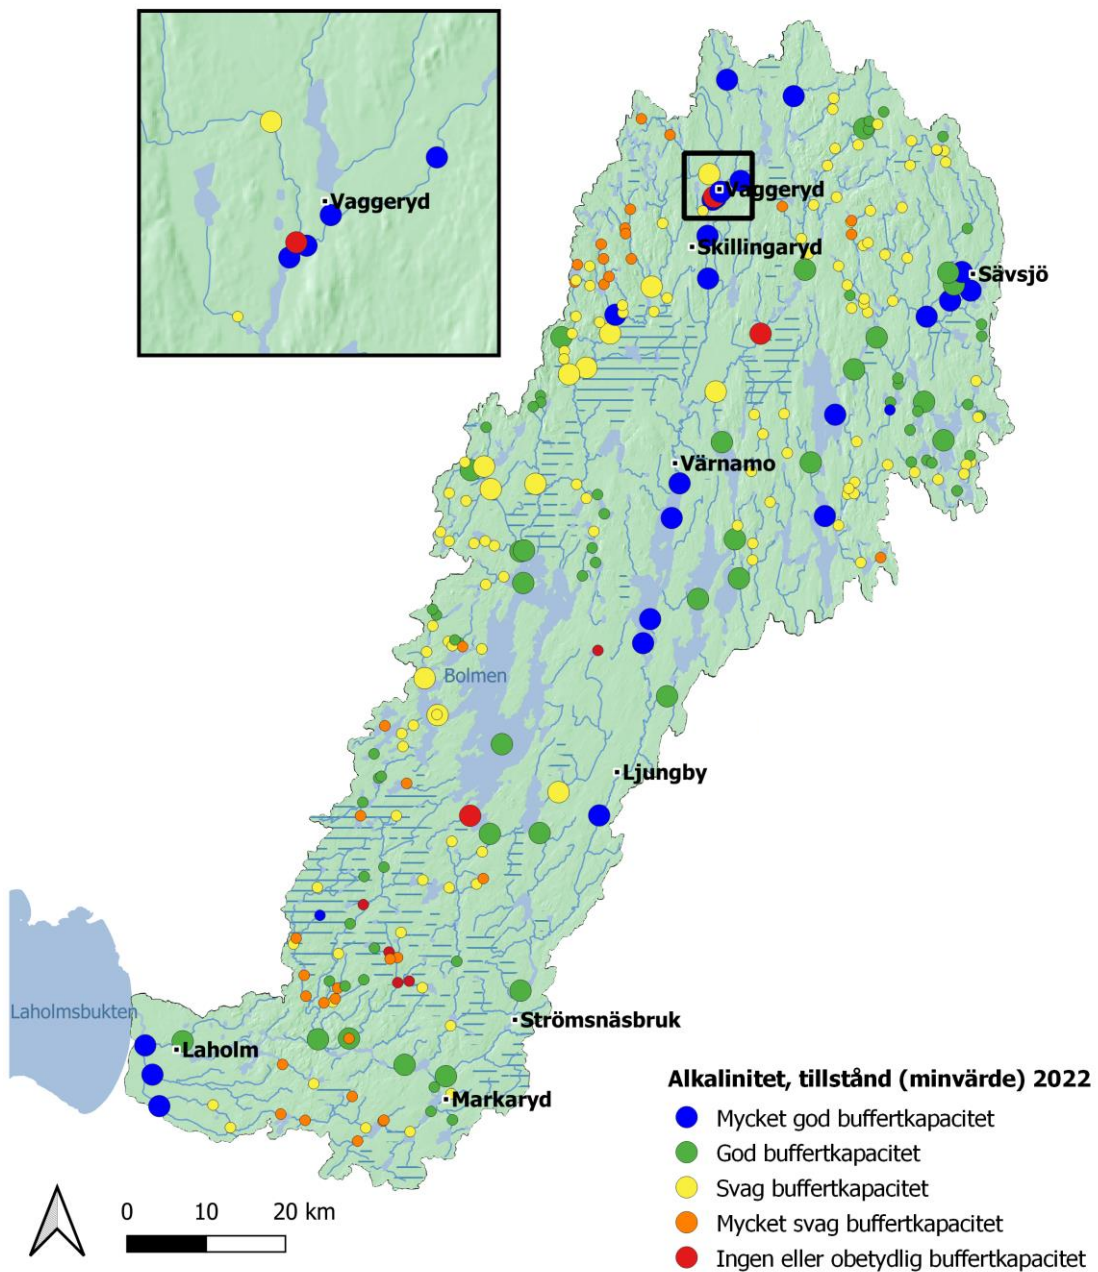 Vaggeryd
Vaggeryd
Skillingaryd
Sävsjö
Värnamo
Bolmen
Ljungby
Laholmsbukten
Strömsnäsbruk
Laholm
Markaryd
Alkalinitet, tillstånd (minvärde) 2022
Mycket god buffertkapacitet
God buffertkapacitet
Svag buffertkapacitet
Mycket svag buffertkapacitet
Ingen eller obetydlig buffertkapacitet
0 10 20 km